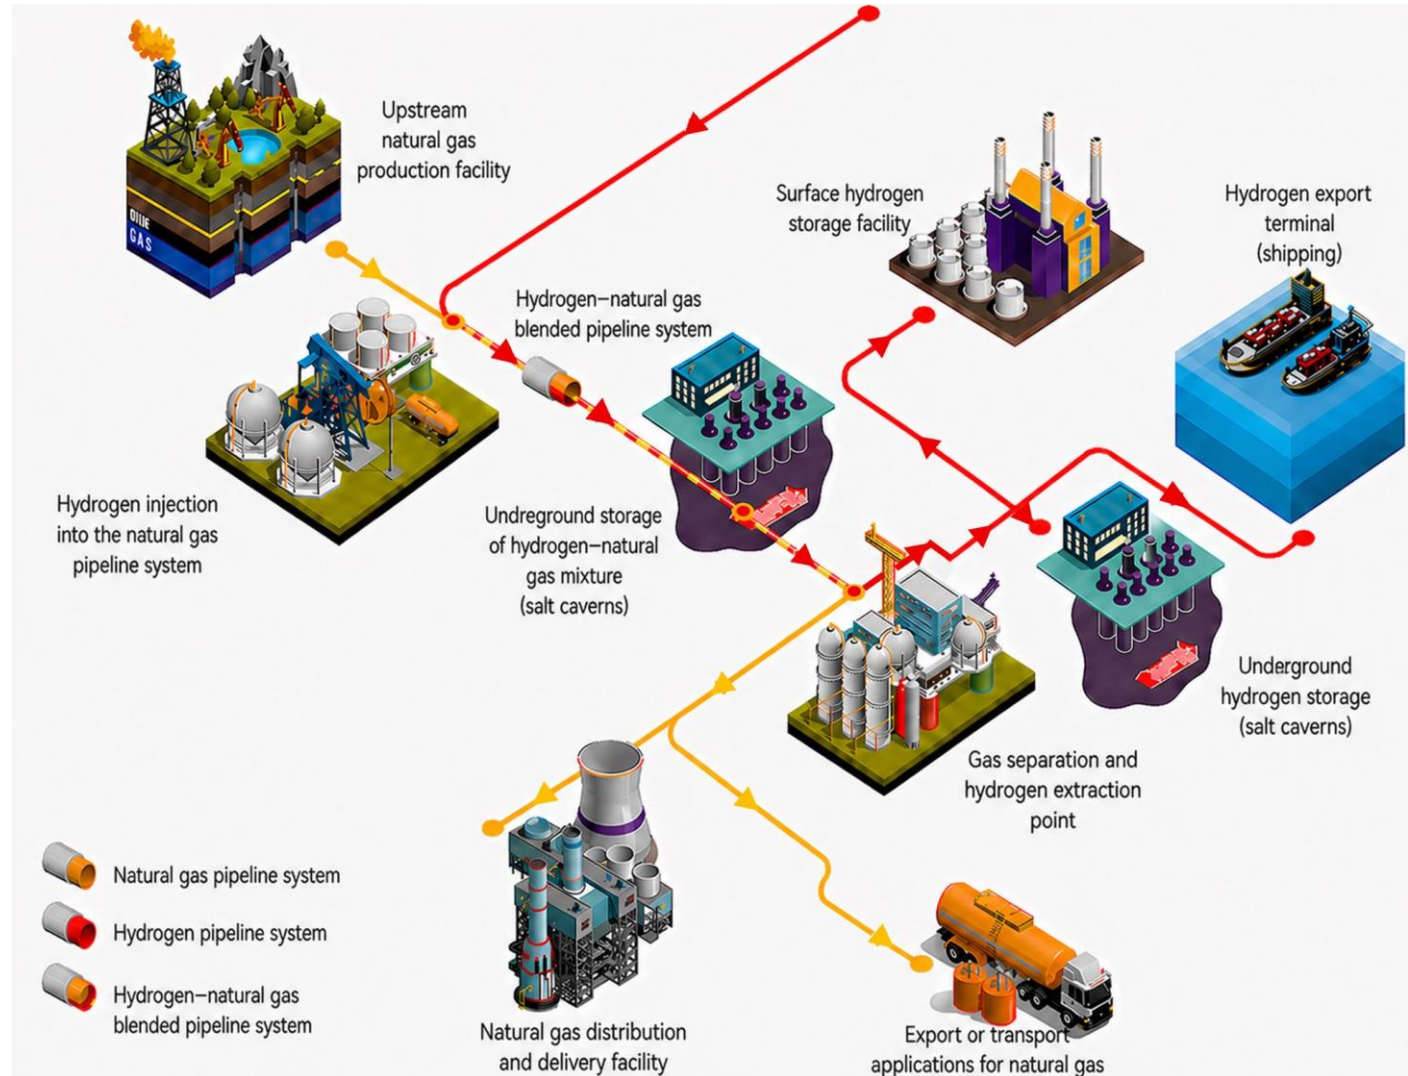 Upstream
natural gas
production facility
OIIE
GAS
Surface hydrogen
storage facility
Hydrogen export
terminal
(shipping)
Hydrogen–natural gas
blended pipeline system
Hydrogen injection
into the natural gas
pipeline system
Undreground storage
of hydrogen–natural
gas mixture
(salt caverns)
Underground
hydrogen storage
(salt caverns)
Gas separation and
hydrogen extraction
point
Natural gas pipeline system
Hydrogen pipeline system
Hydrogen–natural gas
blended pipeline system
Natural gas distribution
and delivery facility
Export or transport
applications for natural gas